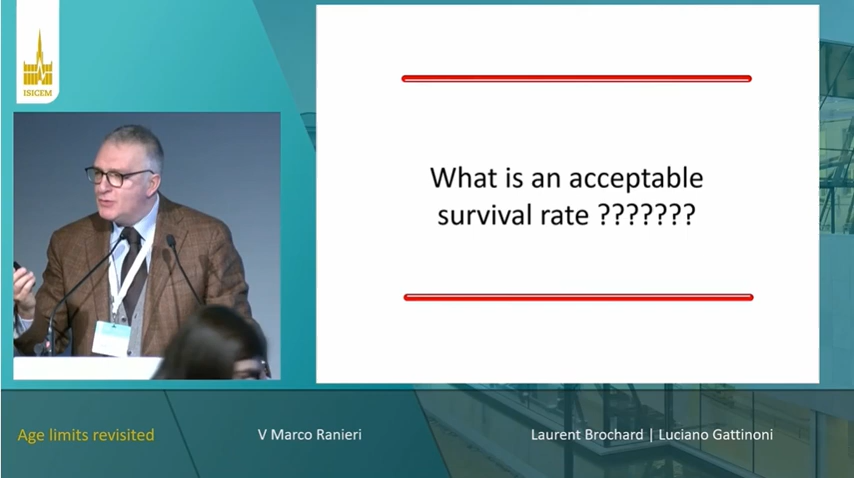 ISICEM
What is an acceptable
survival rate ???????
Age limits revisited
V Marco Ranieri
Laurent Brochard | Luciano Gattinoni